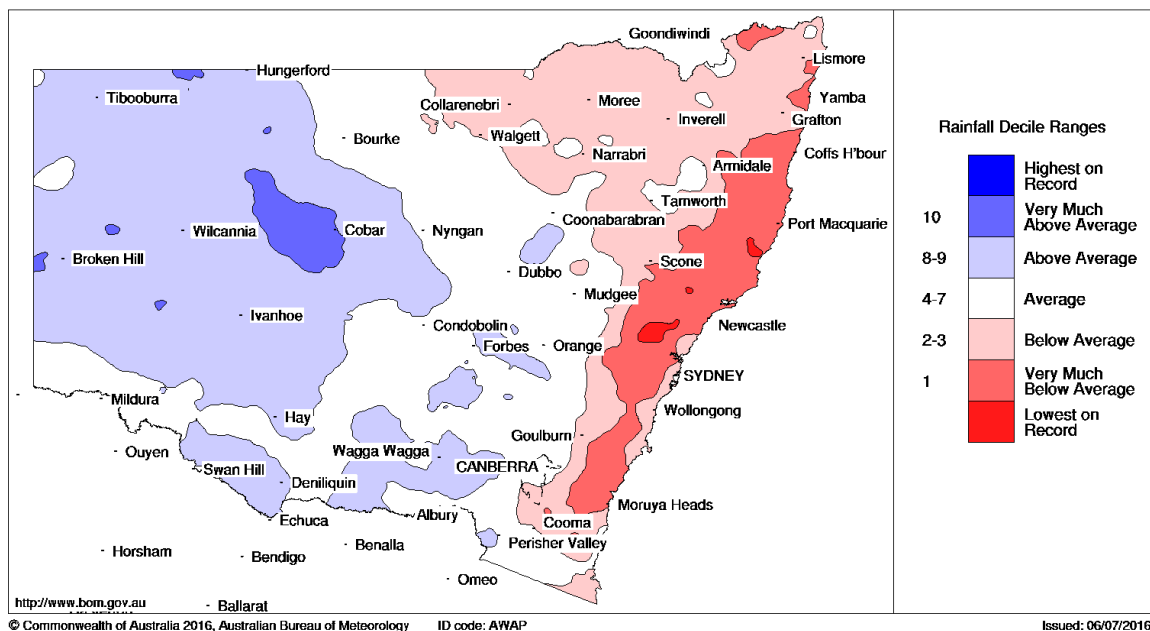 Goondiwindi
Lismore
Hungerford
Tibooburra
Yamba
Collarenebri
Moree
Inverell
Grafton
Walgett
Bourke
Narrabri
Coffs H'bour
Armidale
Tamworth
Coonabarabran
Port Macquarie
Wilcannia
Cobar
Nyngan
Broken Hill
Scone
Dubbo
Mudgee
Ivanhoe
Condobolin
Newcastle
Forbes
Orange
SYDNEY
Mildura
Wollongong
Hay
Goulburn
Ouyen
Wagga Wagga
Swan Hill
CANBERRA
Deniliquin
Moruya Heads
Albury
Echuca
Cooma
Perisher Valley
Benalla
Horsham
Bendigo
Omeo
Ballarat
http://www.bom.gov.au
Rainfall Decile Ranges
Highest on
Record
10 Very Much
Above Average
8-9 Above Average
4-7 Average
2-3 Below Average
1 Very Much
Below Average
Lowest on
Record
© Commonwealth of Australia 2016, Australian Bureau of Meteorology ID code: AWAP Issued: 06/07/2016